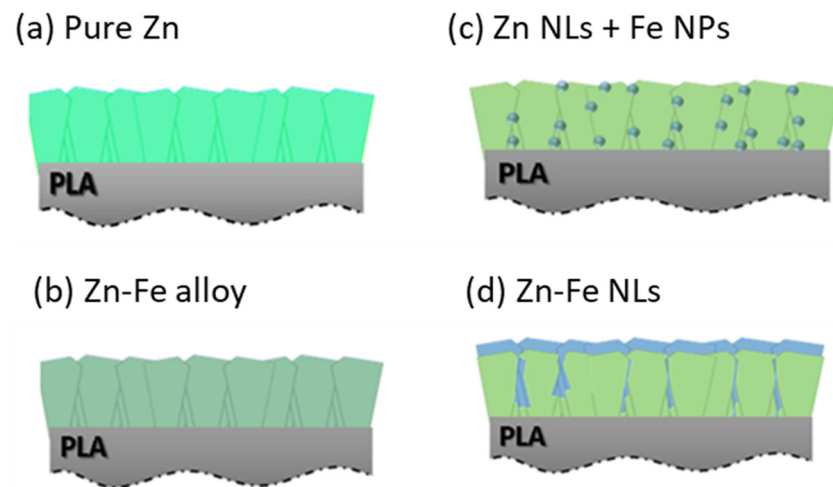 (a) Pure Zn
PLA
(b) Zn-Fe alloy
PLA
(c) Zn NLs + Fe NPs
PLA
(d) Zn-Fe NLs
PLA